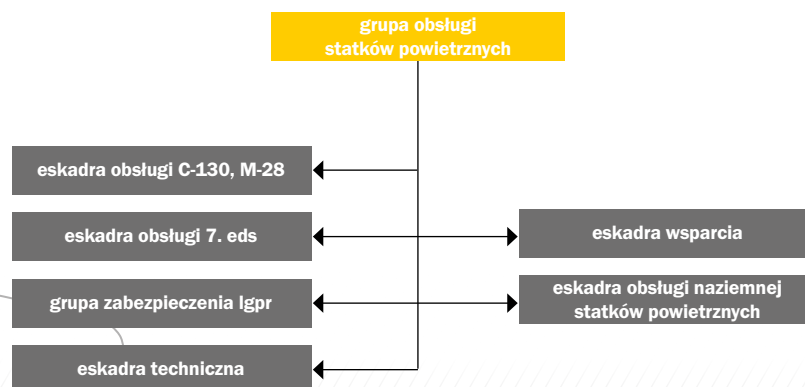 grupa obsługi
statków powietrznych
eskadra obsługi C-130, M-28
eskadra obsługi 7. eds
eskadra wsparcia
grupa zabezpieczenia lgpr
eskadra obsługi naziemnej
statków powietrznych
eskadra techniczna